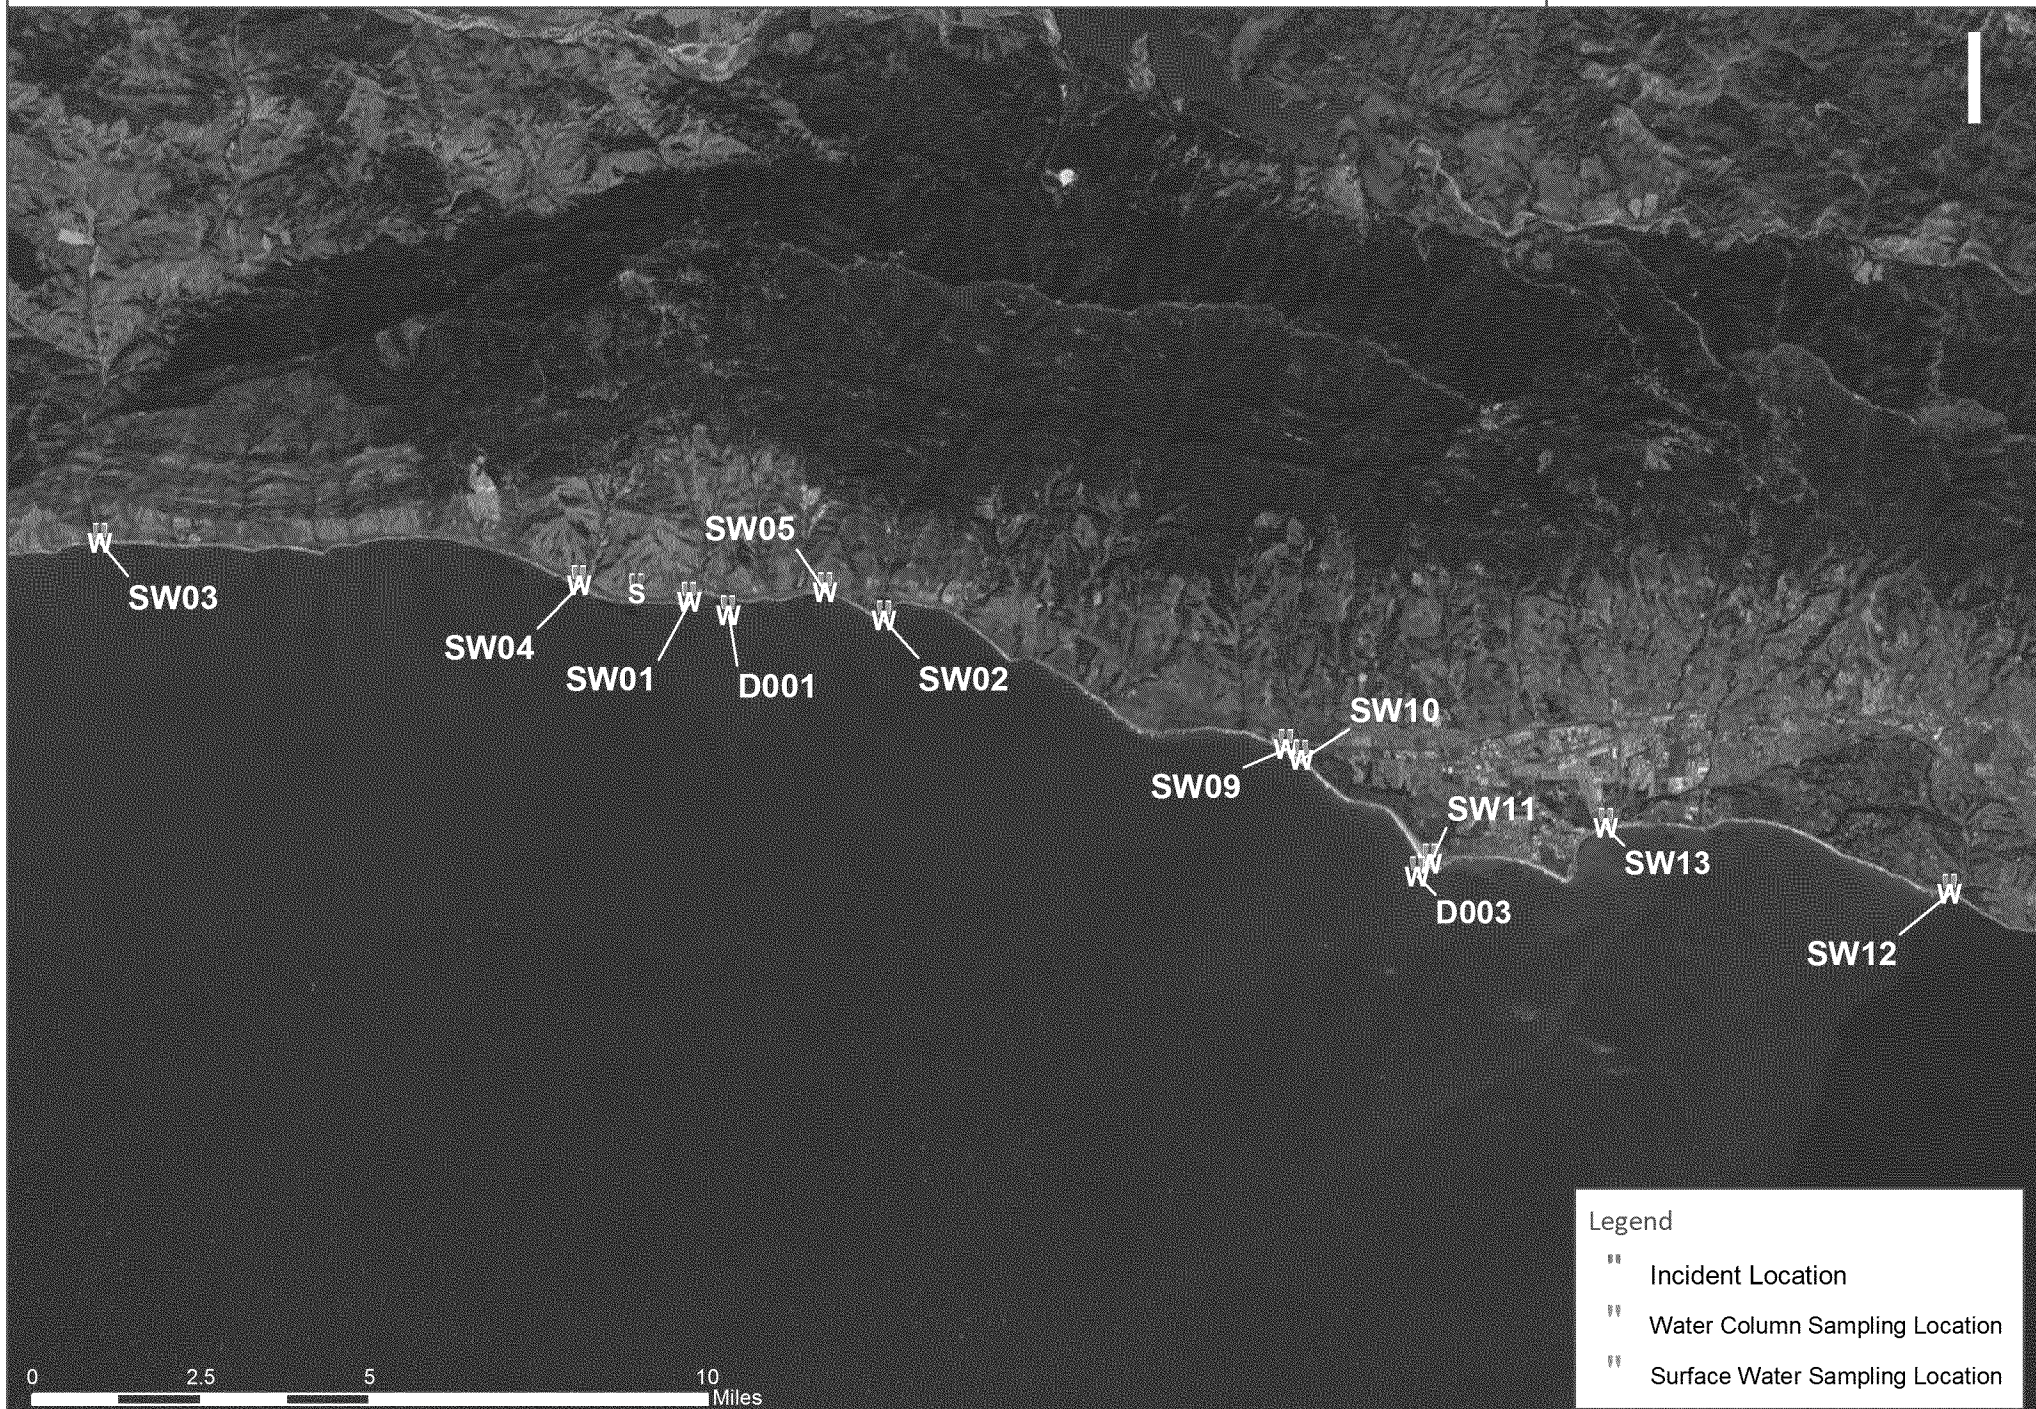 SW05
W
SW03
W
W
S
W
W
W
W
SW04
SW01
D001
SW02
SW10
W
W
SW09
SW11
W
SW13
W
W
D003
W
SW12
Legend
" Incident Location
" Water Column Sampling Location
" Surface Water Sampling Location
0 2.5 5 10
Miles